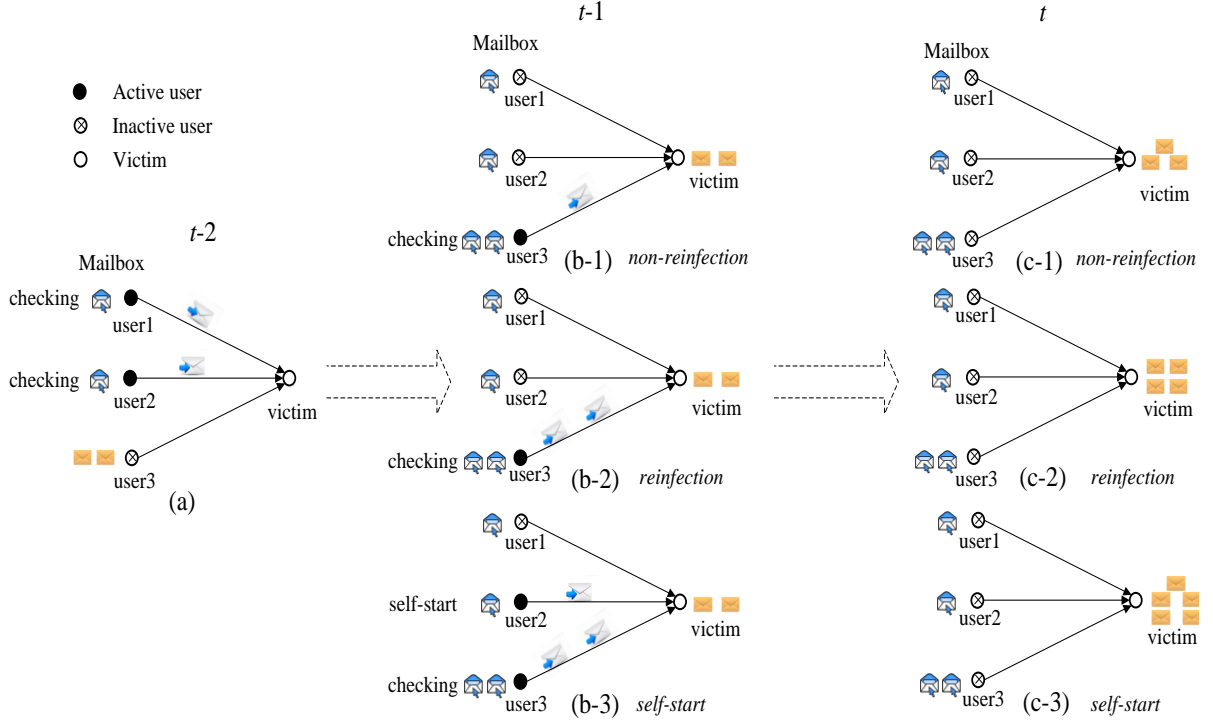 t-1
t
Mailbox
Mailbox
Active user
user1
user1
Inactive user
Victim
user2
victim
user2
victim
t-2
checking
user3
(b-1)
non-reinfection
user3
(c-1)
non-reinfection
Mailbox
checking
user1
user1
user1
checking
user2
victim
user2
victim
user2
victim
user3
checking
user3
(b-2)
reinfection
user3
(c-2)
reinfection
(a)
user1
user1
self-start
user2
victim
user2
victim
checking
user3
(b-3)
self-start
user3
(c-3)
self-start